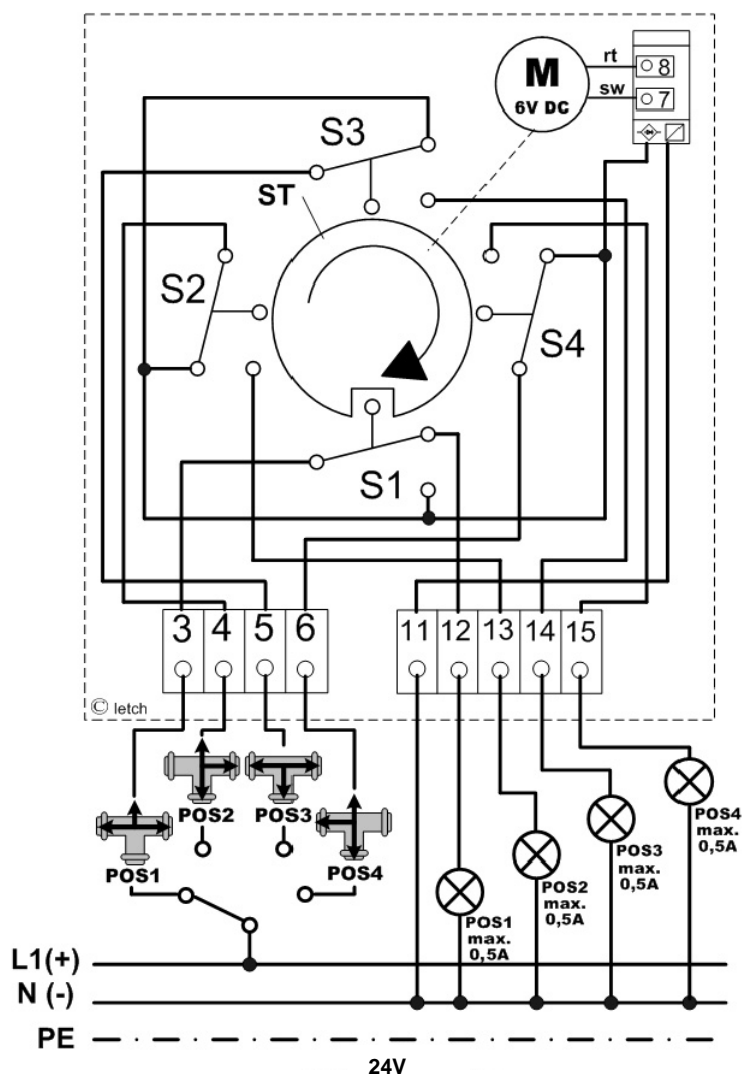 rt
8
M
6V DC
sw
7
S3
ST
S2
S4
S1
3 4 5 6
11 12 13 14 15
© letch
POS2 POS3
POS1 POS4
POS4
max.
0,5A
POS3
max.
0,5A
POS2
max.
0,5A
POS1
max.
0,5A
L1(+)
N (-)
PE
24V